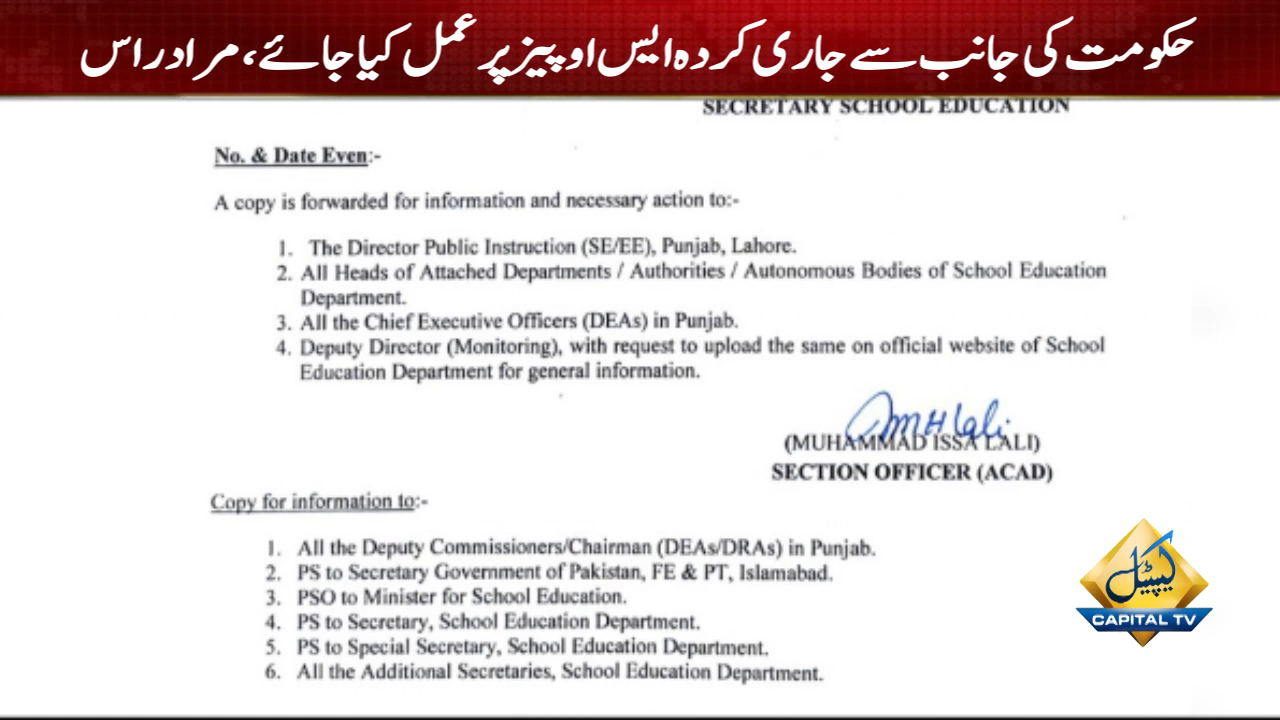 حکومت کی جانب سے جاری کردہ ایس اوپیز پر عمل کیا جائے، مراد راس
SECRETARY SCHOOL EDUCATION
No. & Date Even:-
A copy is forwarded for information and necessary action to:-
1. The Director Public Instruction (SE/EE), Punjab, Lahore.
2. All Heads of Attached Departments / Authorities / Autonomous Bodies of School Education
Department.
3. All the Chief Executive Officers (DEAs) in Punjab.
4. Deputy Director (Monitoring), with request to upload the same on official website of School
Education Department for general information.
(MUHAMMAD ISSA LALI)
SECTION OFFICER (ACAD)
Copy for information to:-
1. All the Deputy Commissioners/Chairman (DEAs/DRAs) in Punjab.
2. PS to Secretary Government of Pakistan, FE & PT, Islamabad.
3. PSO to Minister for School Education.
4. PS to Secretary, School Education Department.
5. PS to Special Secretary, School Education Department.
6. All the Additional Secretaries, School Education Department.
کیپیٹل
CAPITAL TV